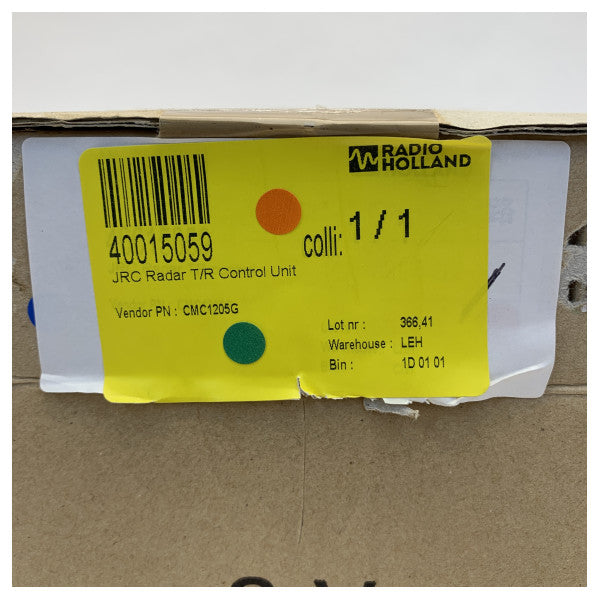 RADIO
HOLLAND
40015059
colli: 1 / 1
JRC Radar T/R Control Unit
Vendor PN : CMC1205G
Lot nr : 366,41
Warehouse : LEH
Bin : 1D 01 01